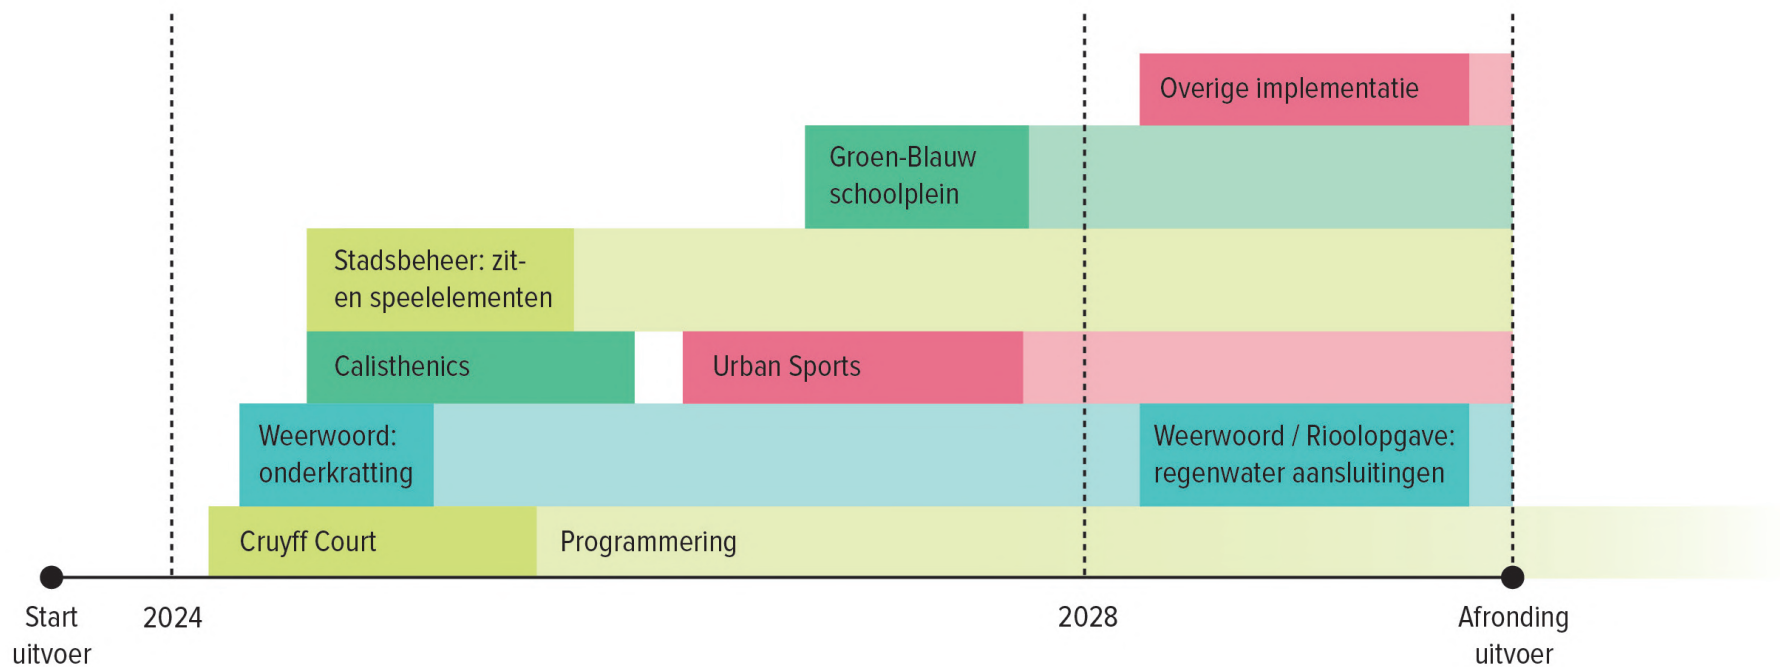 Overige implementatie
Groen-Blauw
schoolplein
Stadsbeheer: zit-
en speelelementen
Calisthenics
Urban Sports
Weerwoord:
onderkratting
Weerwoord / Rioolopgave:
regenwater aansluitingen
Cruyff Court
Programmering
Start
uitvoer
2024
2028
Afronding
uitvoer